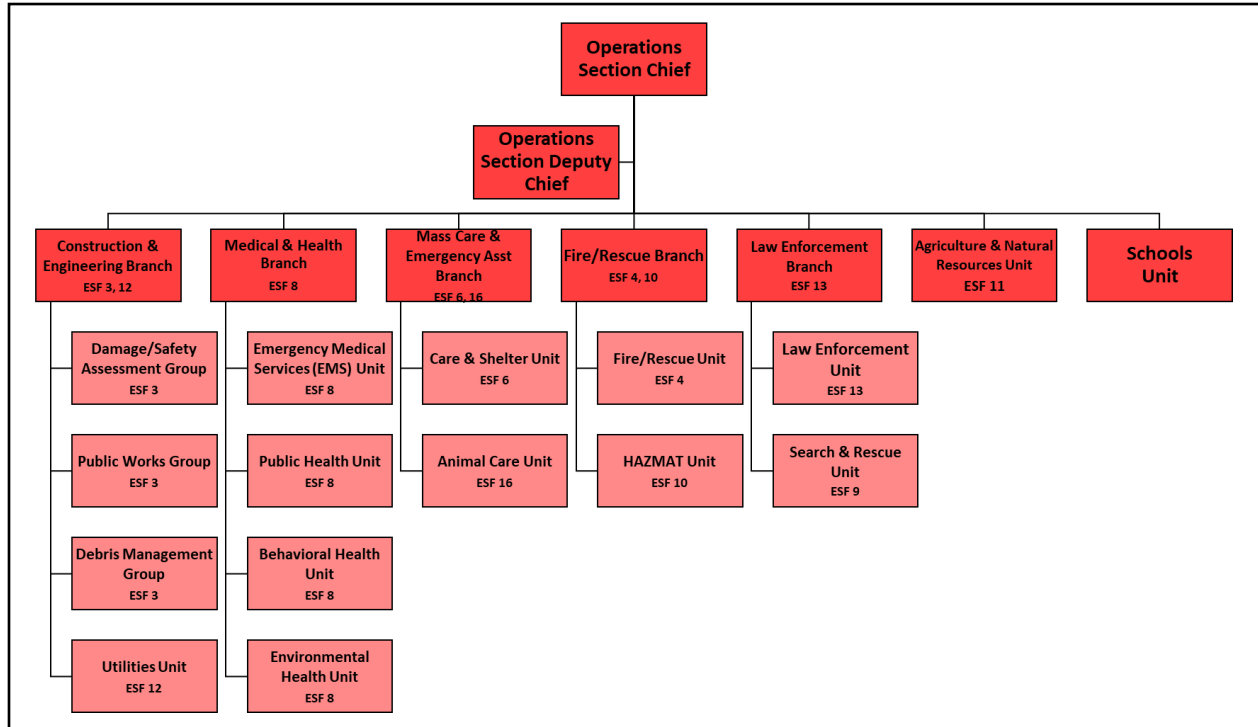 Operations
Section Chief
Operations
Section Deputy
Chief
Construction &
Engineering Branch
ESF 3, 12
Medical & Health
Branch
ESF 8
Mass Care &
Emergency Asst
Branch
ESF 6, 16
Fire/Rescue Branch
ESF 4, 10
Law Enforcement
Branch
ESF 13
Agriculture & Natural
Resources Unit
ESF 11
Schools
Unit
Damage/Safety
Assessment Group
ESF 3
Emergency Medical
Services (EMS) Unit
ESF 8
Care & Shelter Unit
ESF 6
Fire/Rescue Unit
ESF 4
Law Enforcement
Unit
ESF 13
Public Works Group
ESF 3
Public Health Unit
ESF 8
Animal Care Unit
ESF 16
HAZMAT Unit
ESF 10
Search & Rescue
Unit
ESF 9
Debris Management
Group
ESF 3
Behavioral Health
Unit
ESF 8
Utilities Unit
ESF 12
Environmental
Health Unit
ESF 8